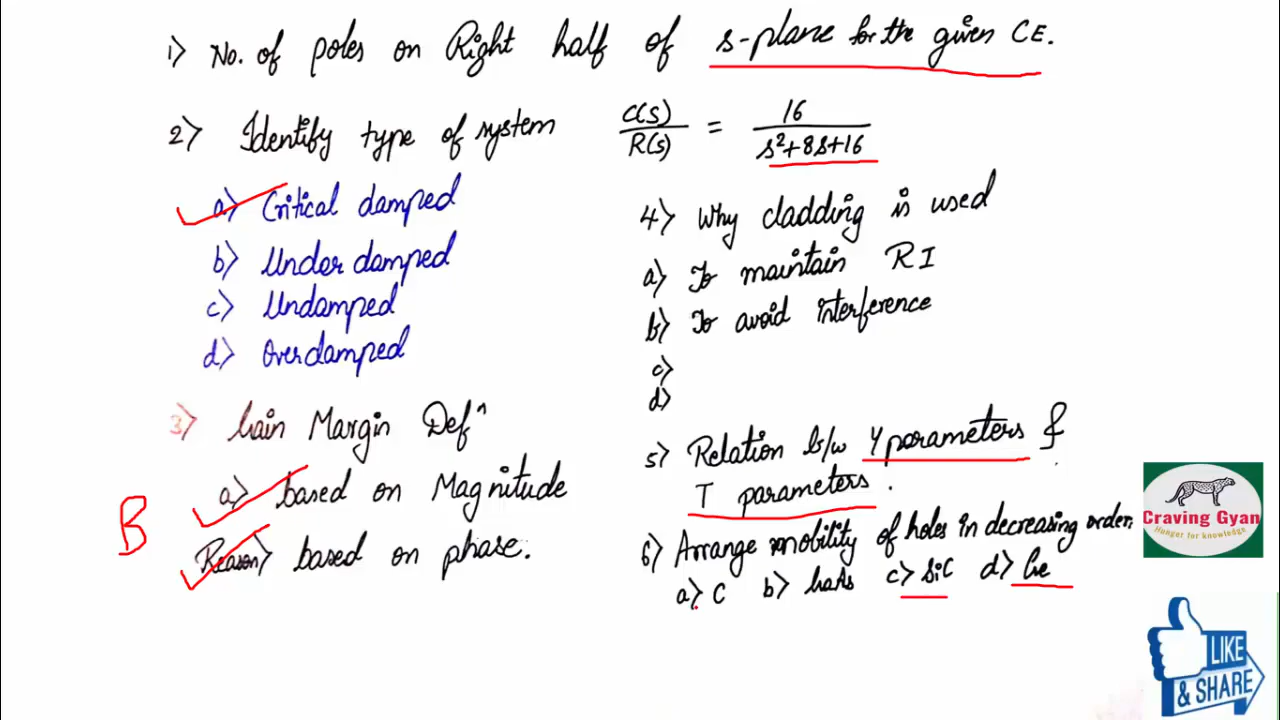 1) No. of poles on Right half of s-plane for the given CE.
2) Identify type of system C(s)/R(s) = 16/s²+8s+16
a) Critical damped
b) Under damped
c) Undamped
d) Overdamped
3) Gain Margin Defⁿ
a) based on Magnitude
B
Reason) based on phase.
4) Why cladding is used
a) To maintain RI
b) To avoid interference
c)
d)
5) Relation b/w Y parameters &
T parameters.
6) Arrange mobility of holes in decreasing order.
a) C b) GaAs c) SiC d) Ge
Craving Gyan
Hunger for knowledge
LIKE
& SHARE